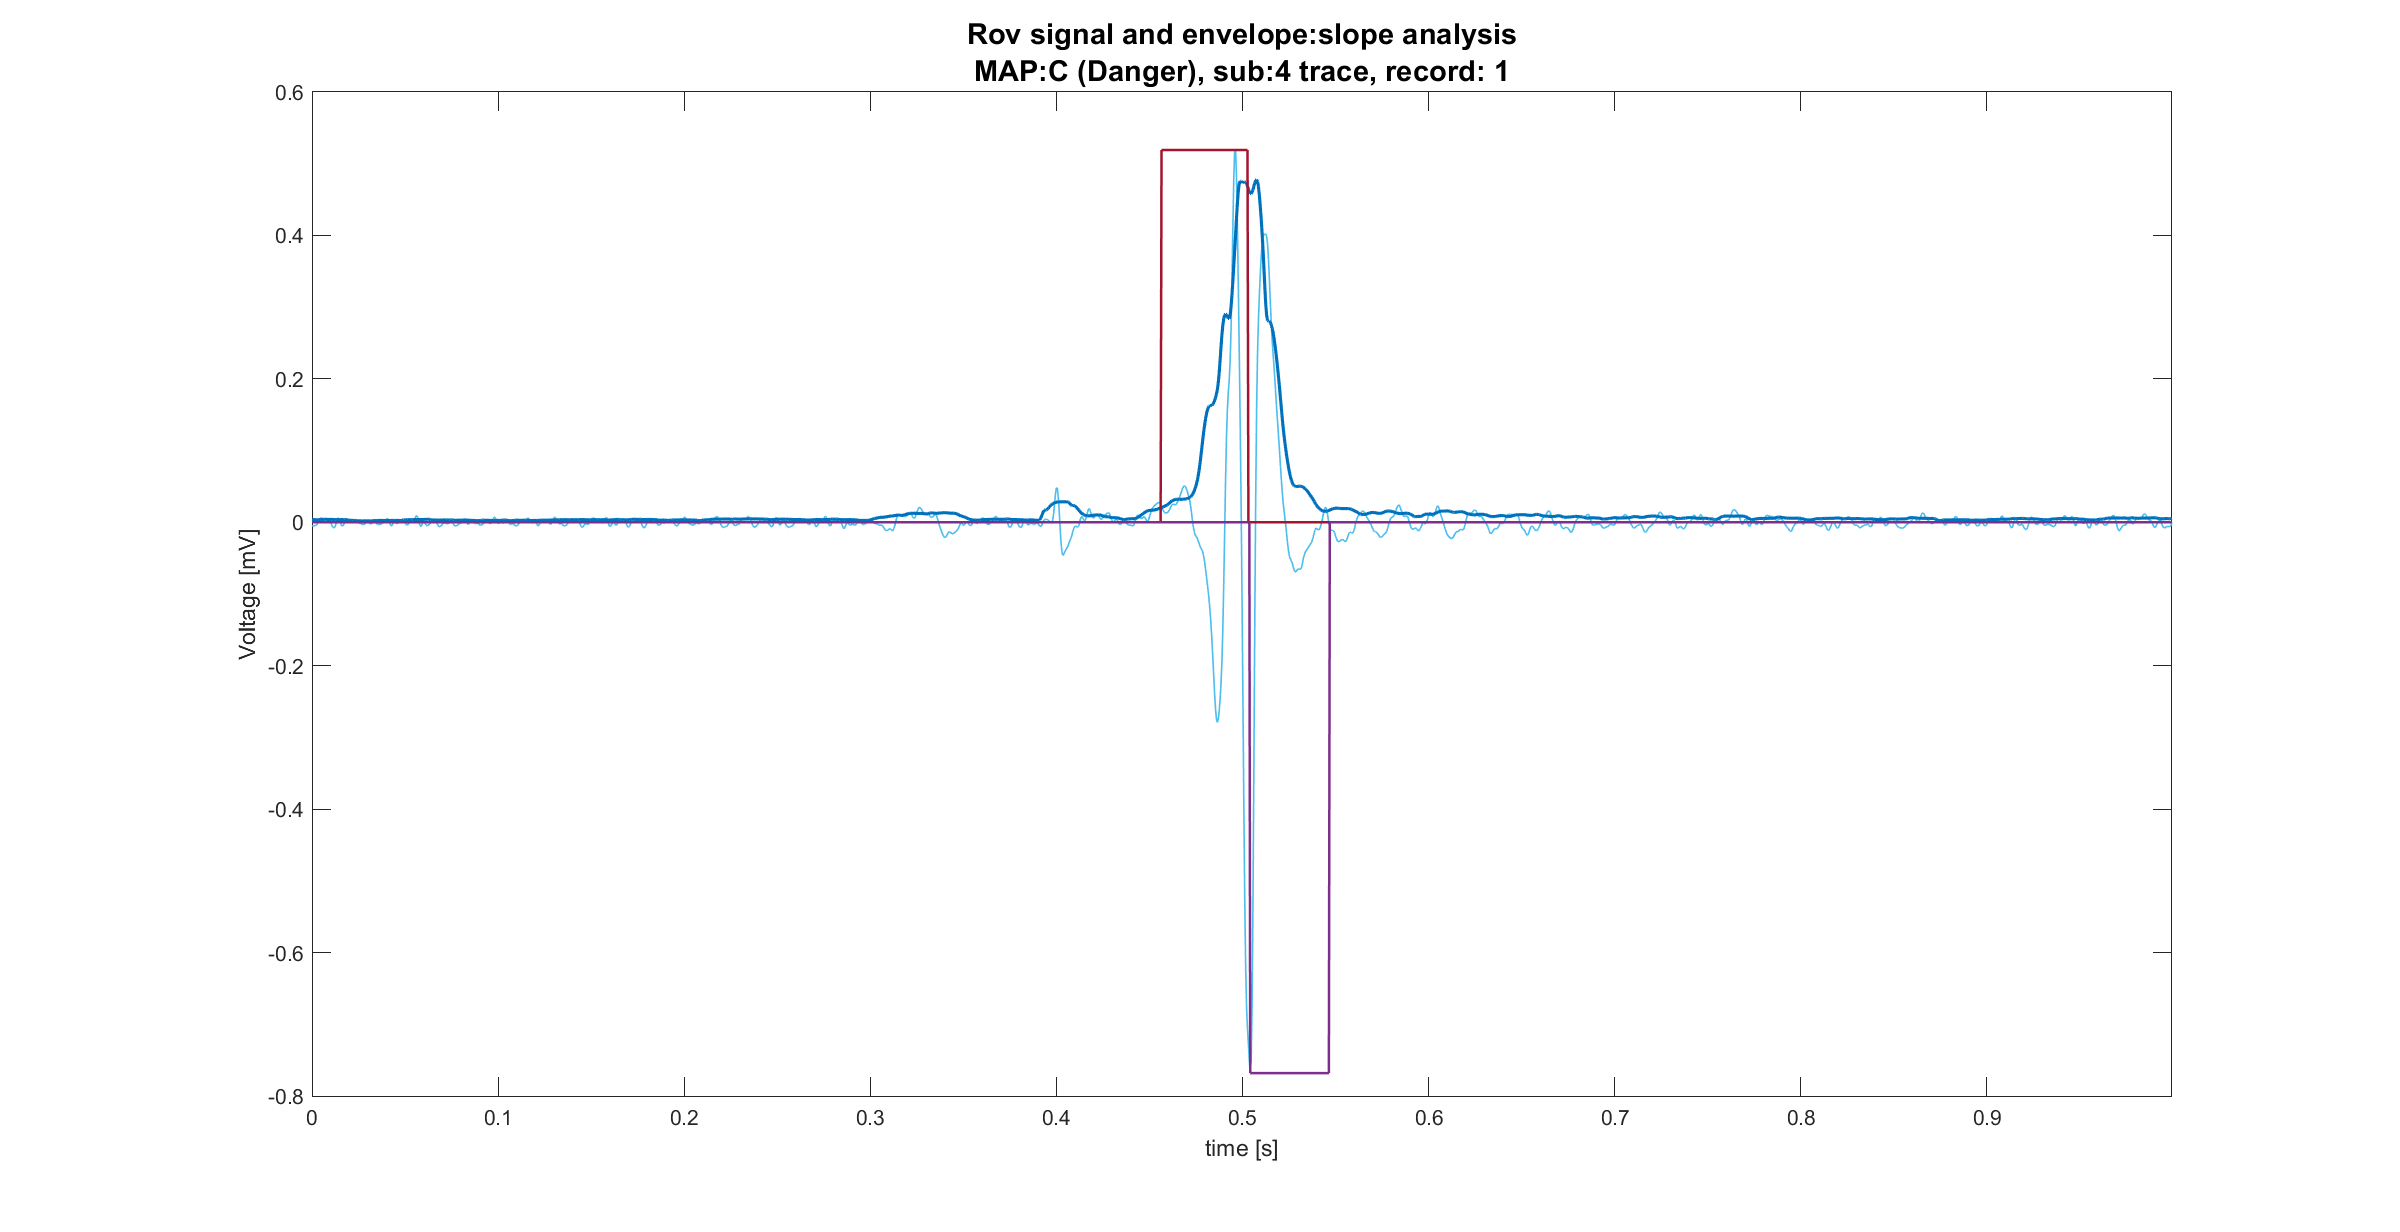 Rov signal and envelope:slope analysis
MAP:C (Danger), sub:4 trace, record: 1
0.6
0.4
0.2
0
-0.2
-0.4
-0.6
-0.8
Voltage [mV]
0 0.1 0.2 0.3 0.4 0.5 0.6 0.7 0.8 0.9
time [s]